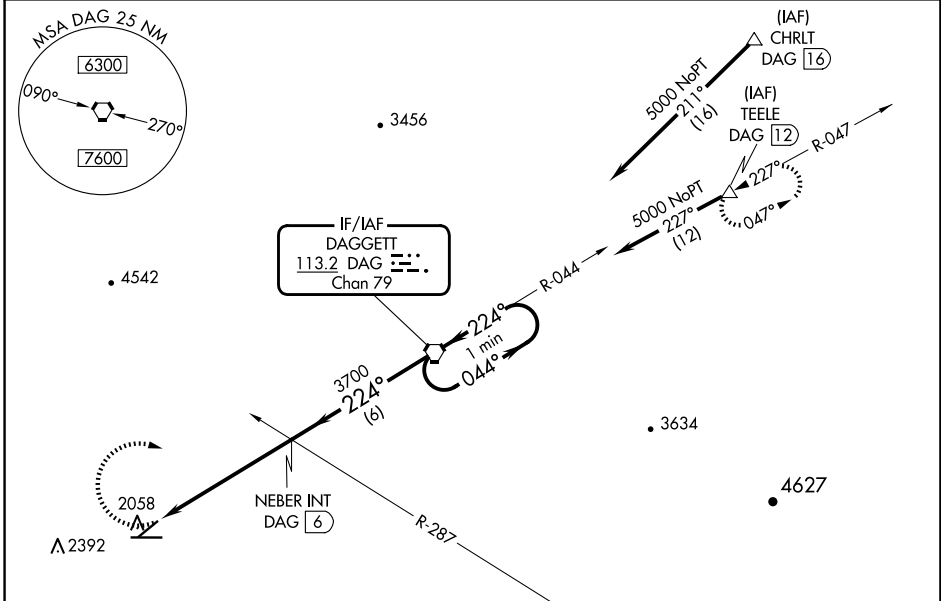 MSA DAG 25 NM
6300
090°
270°
7600
3456
(IAF)
CHRLT
DAG 16
5000 NoPT
211°
(16)
(IAF)
TEELE
DAG 12
R-047
227°
047°
5000 NoPT
227°
(12)
IF/IAF
DAGGETT
113.2 DAG
Chan 79
4542
R-044
224°
1 min
044°
3700
224°
(6)
3634
4627
NEBER INT
DAG 6
R-287
2058
2392